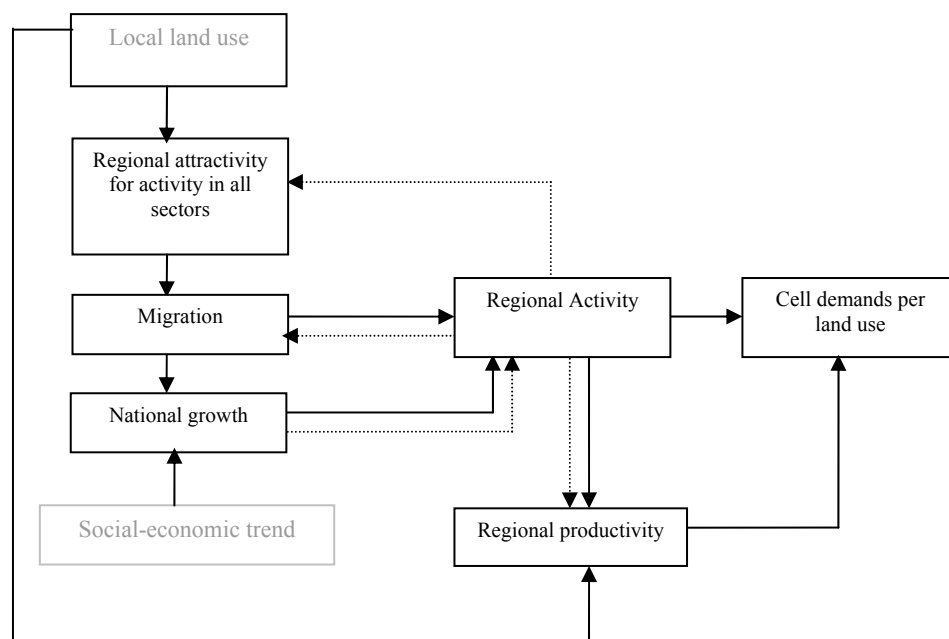 Local land use
Regional attractivity
for activity in all
sectors
Migration
Regional Activity
Cell demands per
land use
National growth
Social-economic trend
Regional productivity